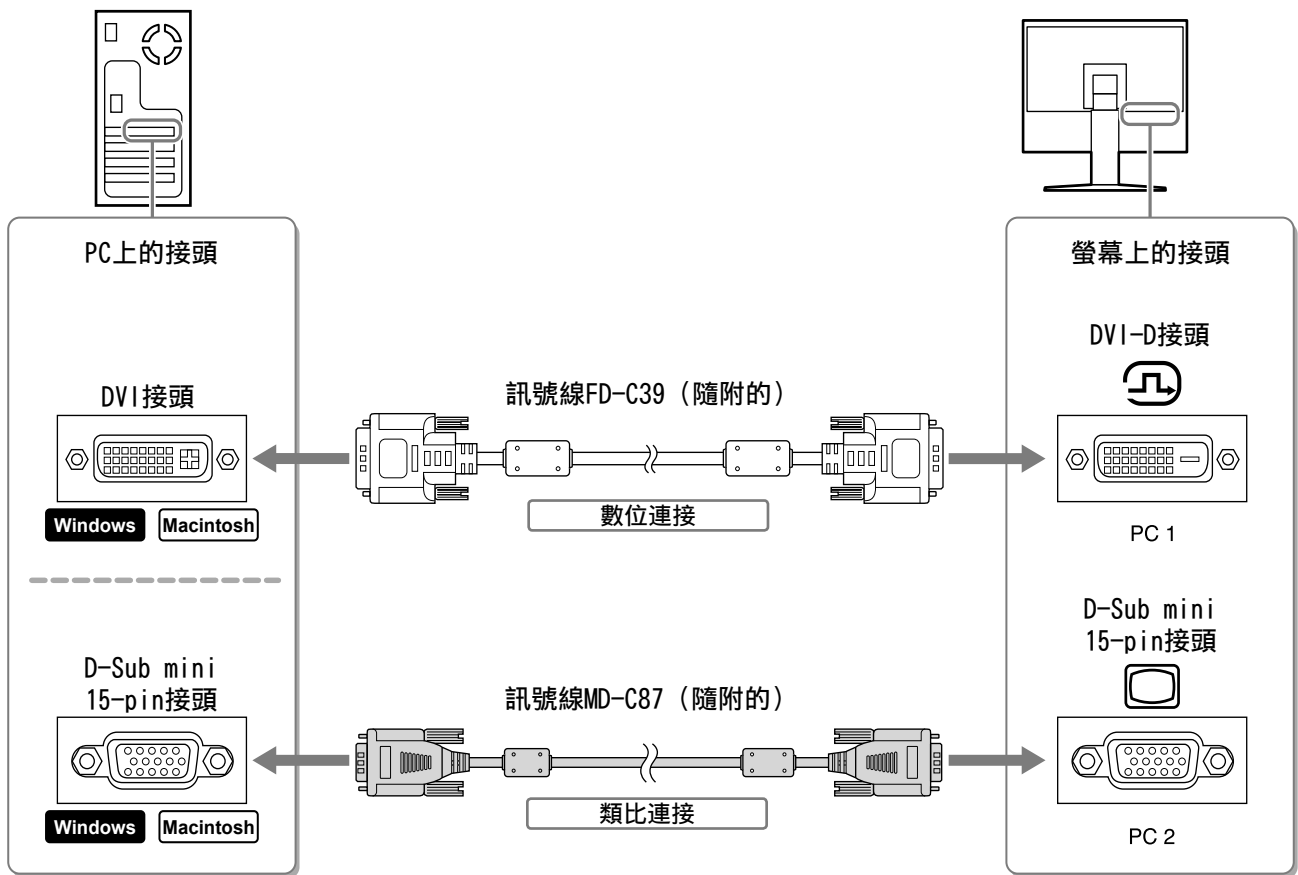 PC上的接頭
DVI接頭
Windows
Macintosh
D-Sub mini
15-pin接頭
Windows
Macintosh
訊號線FD-C39 (隨附的)
數位連接
訊號線MD-C87 (隨附的)
類比連接
螢幕上的接頭
DVI-D接頭
PC 1
D-Sub mini
15-pin接頭
PC 2